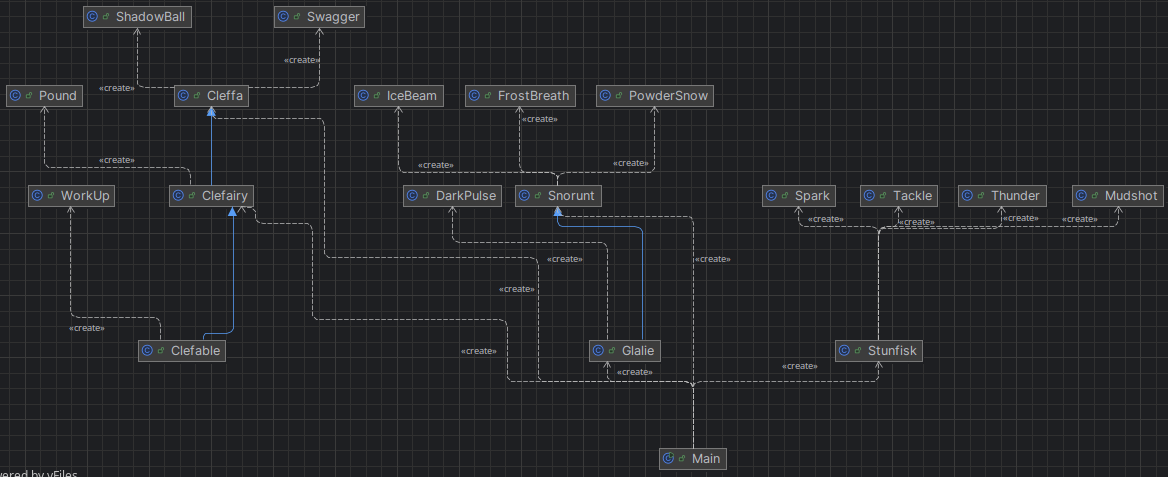 ShadowBall
Swagger
«create»
«create»
Pound
Cleffa
IceBeam
FrostBreath
PowderSnow
«create»
«create»
«create»
«create»
WorkUp
Clefairy
DarkPulse
Snorunt
Spark
Tackle
Thunder
Mudshot
«create»
«create»
«create»
«create»
«create»
«create»
«create»
«create»
«create»
Clefable
Glalie
Stunfisk
«create»
«create»
«create»
Main
wered by yFiles